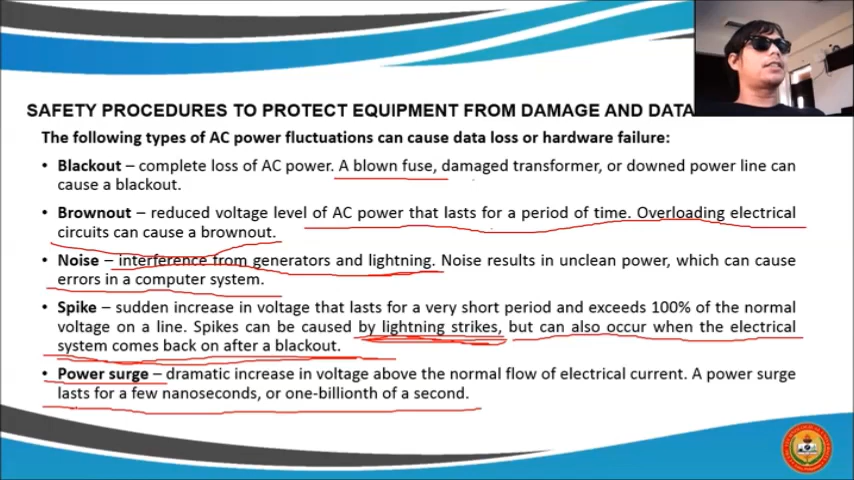 SAFETY PROCEDURES TO PROTECT EQUIPMENT FROM DAMAGE AND DATA
The following types of AC power fluctuations can cause data loss or hardware failure:
• Blackout – complete loss of AC power. A blown fuse, damaged transformer, or downed power line can
cause a blackout.
• Brownout – reduced voltage level of AC power that lasts for a period of time. Overloading electrical
circuits can cause a brownout.
• Noise – interference from generators and lightning. Noise results in unclean power, which can cause
errors in a computer system.
• Spike – sudden increase in voltage that lasts for a very short period and exceeds 100% of the normal
voltage on a line. Spikes can be caused by lightning strikes, but can also occur when the electrical
system comes back on after a blackout.
• Power surge – dramatic increase in voltage above the normal flow of electrical current. A power surge
lasts for a few nanoseconds, or one-billionth of a second.